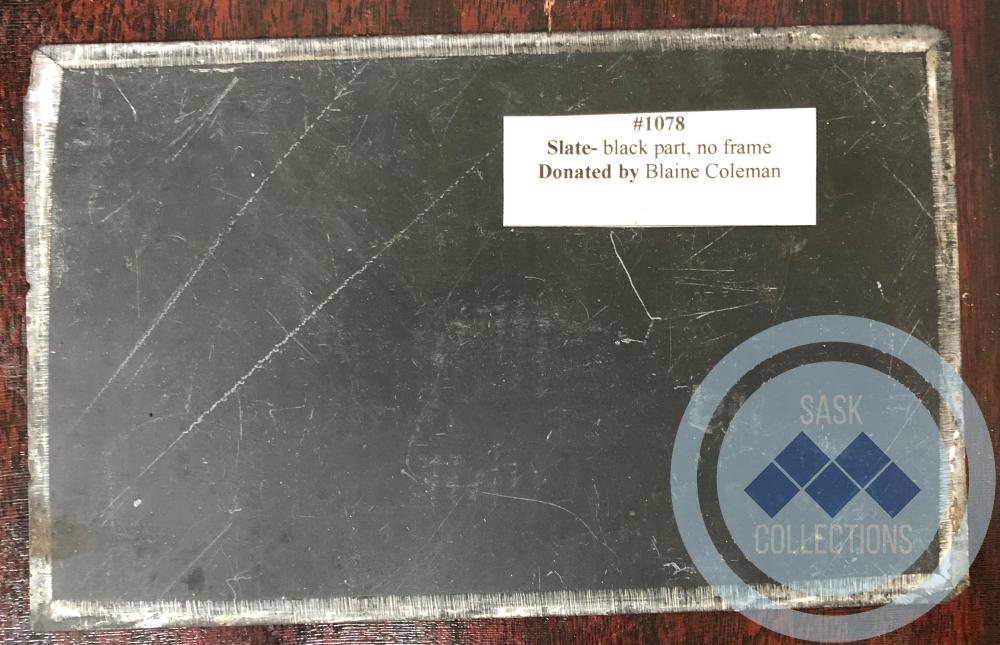 #1078
Slate- black part, no frame
Donated by Blaine Coleman
SASK
COLLECTIONS